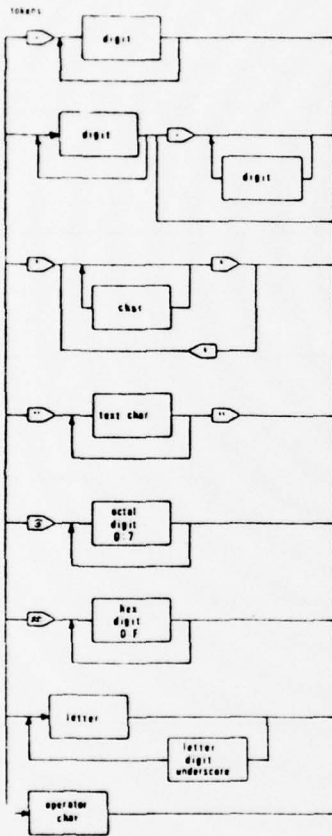 tokens
.
digit
digit
.
digit
'
'
char
'
"
text char
"
@
octal
digit
0 7
hex
digit
0 F
letter
letter
digit
underscore
operator
char